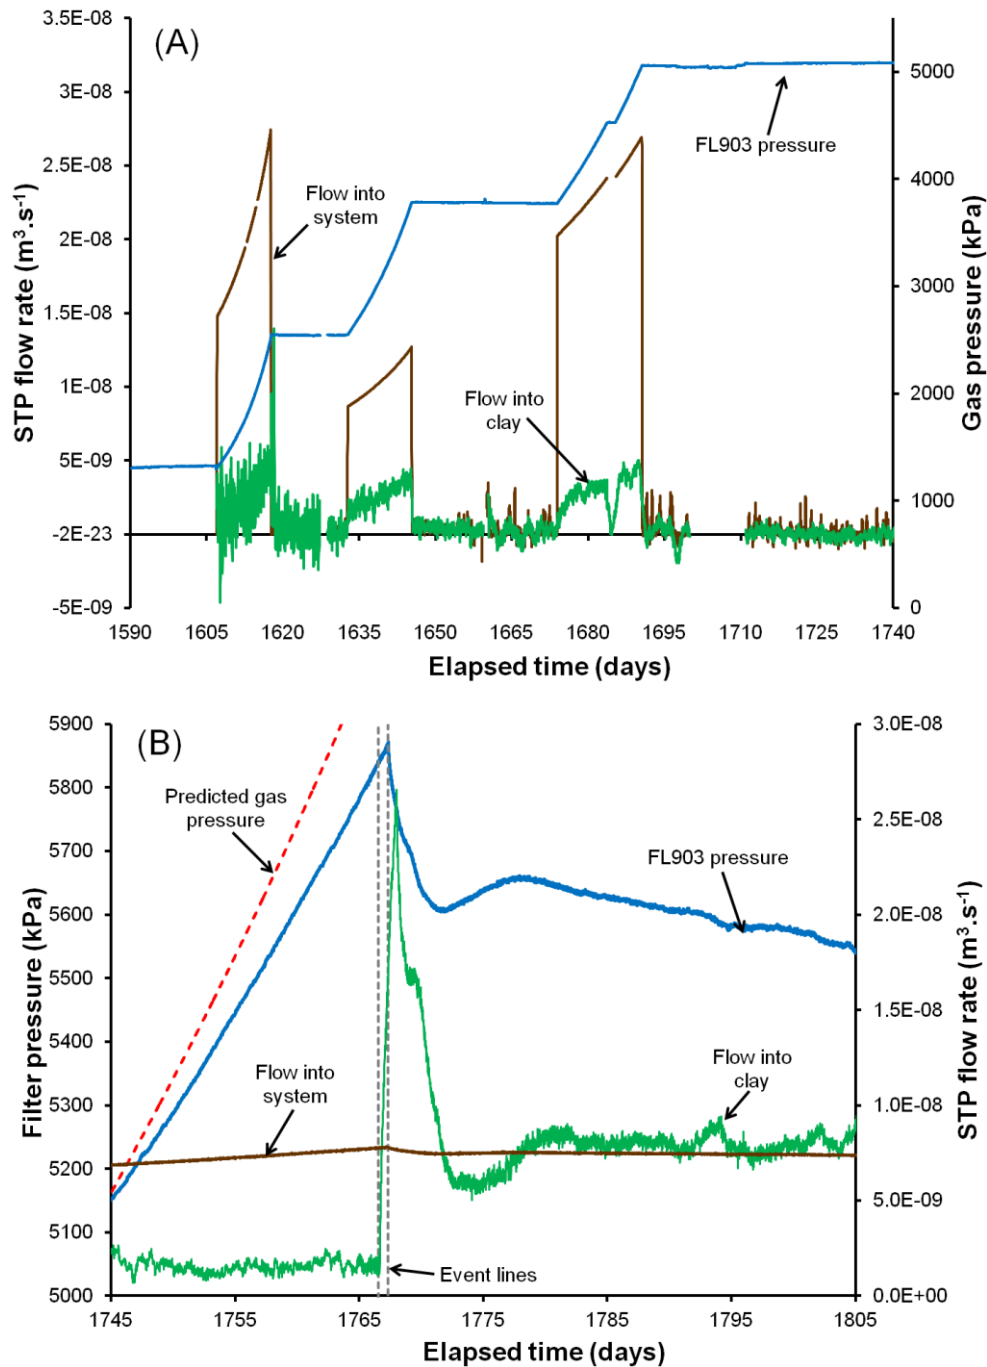 (A)
3.5E-08
3E-08
2.5E-08
2E-08
1.5E-08
1E-08
5E-09
-2E-23
-5E-09
STP flow rate (m³.s⁻¹)
5000
4000
3000
2000
1000
0
Gas pressure (kPa)
FL903 pressure
Flow into
system
Flow into
clay
1590 1605 1620 1635 1650 1665 1680 1695 1711 1725 1740
Elapsed time (days)
(B)
5900
5800
5700
5600
5500
5400
5300
5200
5100
5000
Filter pressure (kPa)
3.0E-08
2.5E-08
2.0E-08
1.5E-08
1.0E-08
5.0E-09
0.0E+00
STP flow rate (m³.s⁻¹)
Predicted gas
pressure
FL903 pressure
Flow into
system
Flow into
clay
Event lines
1745 1755 1765 1775 1785 1795 1805
Elapsed time (days)